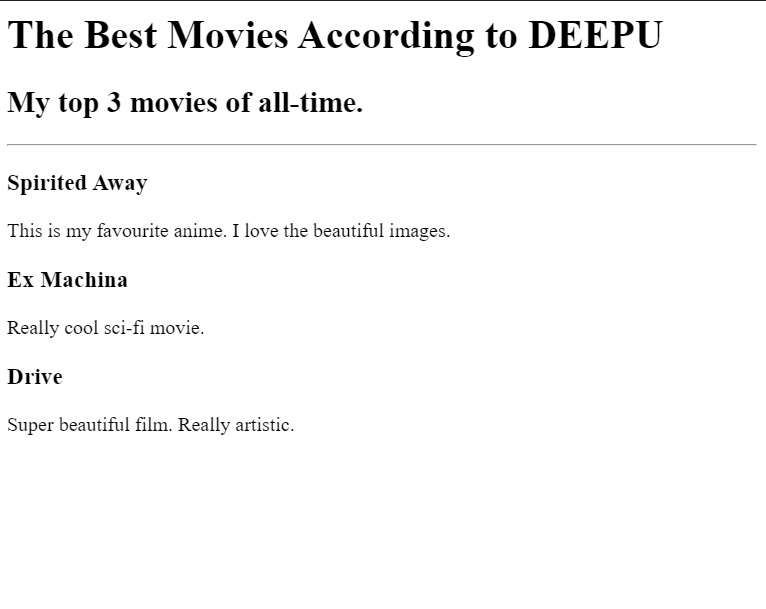 The Best Movies According to DEEPU
My top 3 movies of all-time.
Spirited Away
This is my favourite anime. I love the beautiful images.
Ex Machina
Really cool sci-fi movie.
Drive
Super beautiful film. Really artistic.